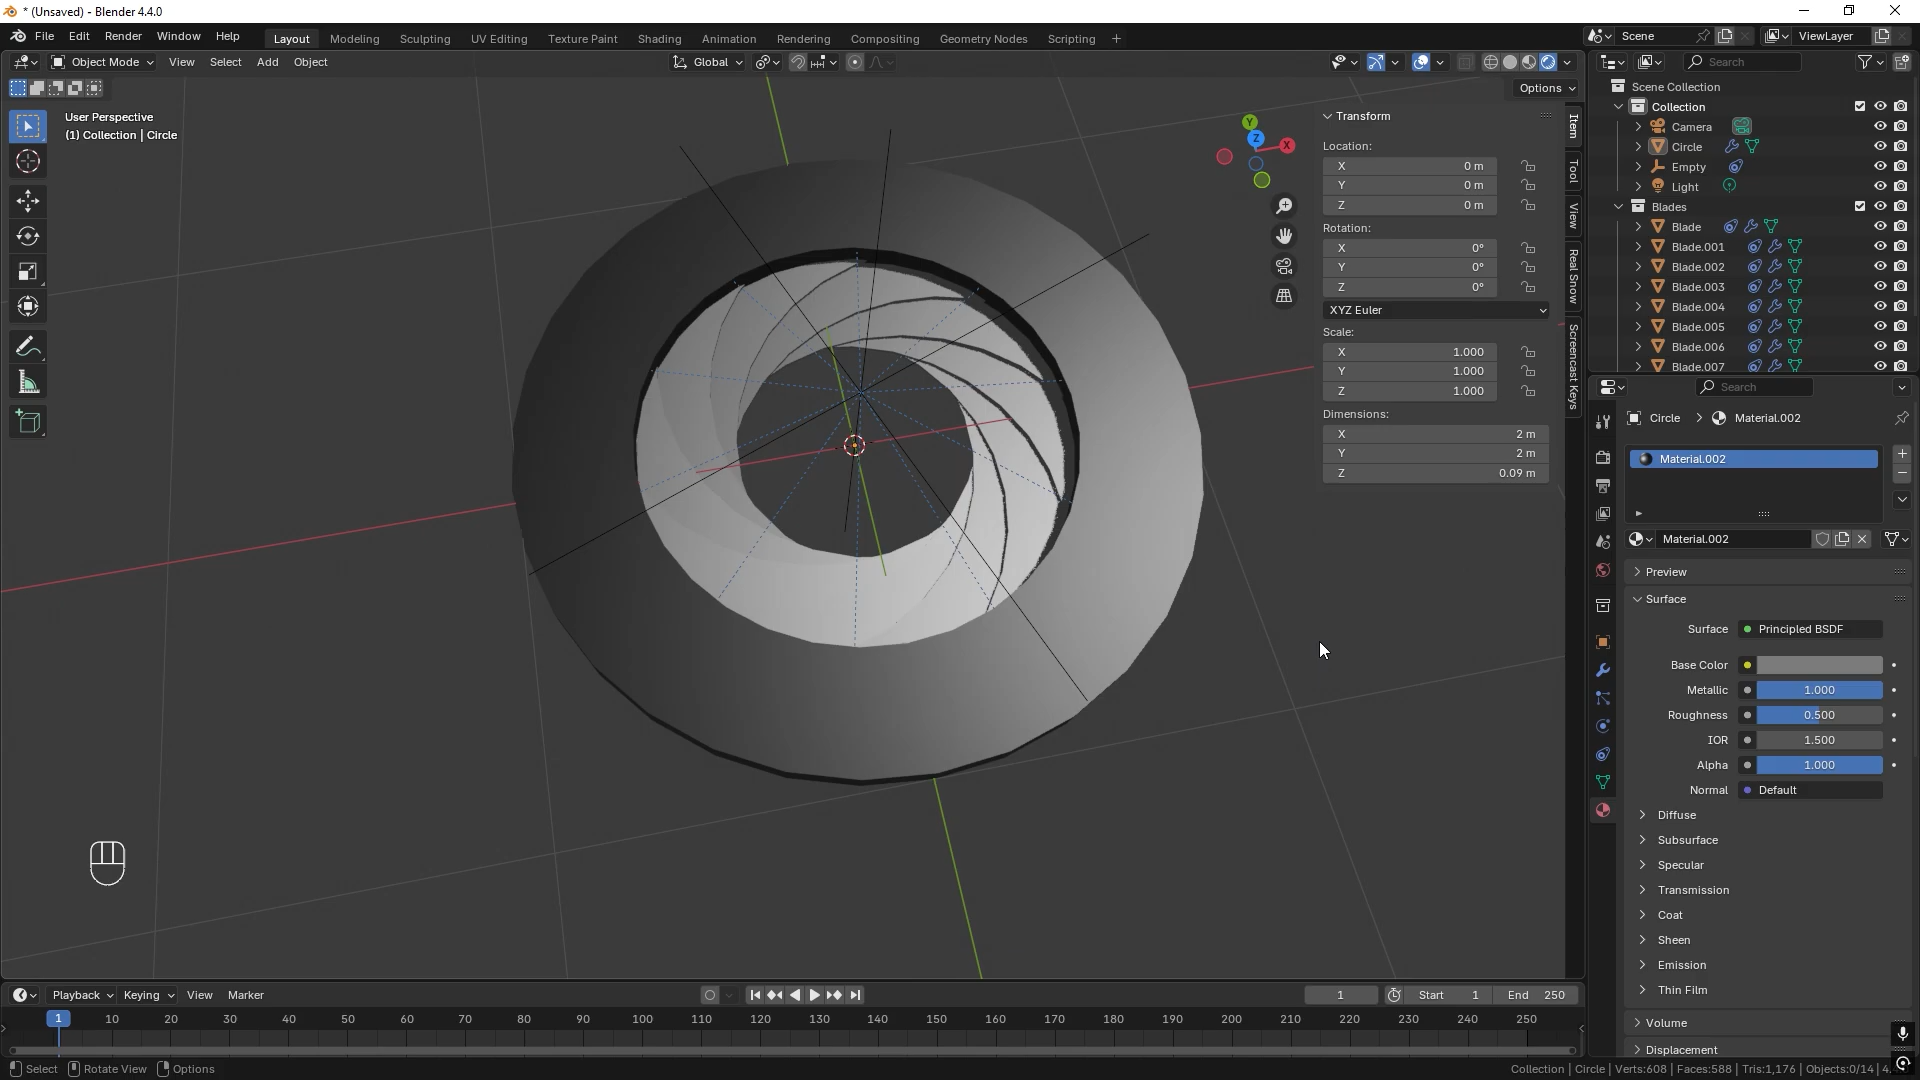 * (Unsaved) - Blender 4.4.0
File Edit Render Window Help
Layout Modeling Sculpting UV Editing Texture Paint Shading Animation Rendering Compositing Geometry Nodes Scripting +
Scene
ViewLayer
Object Mode View Select Add Object
Global
Search
Options
User Perspective
(1) Collection | Circle
Y
Z
X
Transform
Location:
X 0 m
Y 0 m
Z 0 m
Rotation:
X 0°
Y 0°
Z 0°
XYZ Euler
Scale:
X 1.000
Y 1.000
Z 1.000
Dimensions:
X 2 m
Y 2 m
Z 0.09 m
Item
Tool
View
Real Snow
Screencast Keys
Scene Collection
Collection
Camera
Circle
Empty
Light
Blades
Blade
Blade.001
Blade.002
Blade.003
Blade.004
Blade.005
Blade.006
Blade.007
Search
Circle > Material.002
Material.002
Material.002
Preview
Surface
Surface Principled BSDF
Base Color
Metallic 1.000
Roughness 0.500
IOR 1.500
Alpha 1.000
Normal Default
Diffuse
Subsurface
Specular
Transmission
Coat
Sheen
Emission
Thin Film
Volume
Displacement
Playback Keying View Marker
1 Start 1 End 250
1 10 20 30 40 50 60 70 80 90 100 110 120 130 140 150 160 170 180 190 200 210 220 230 240 250
Select Rotate View Options
Collection | Circle | Verts:608 | Faces:588 | Tris:1,176 | Objects:0/14 | 4.